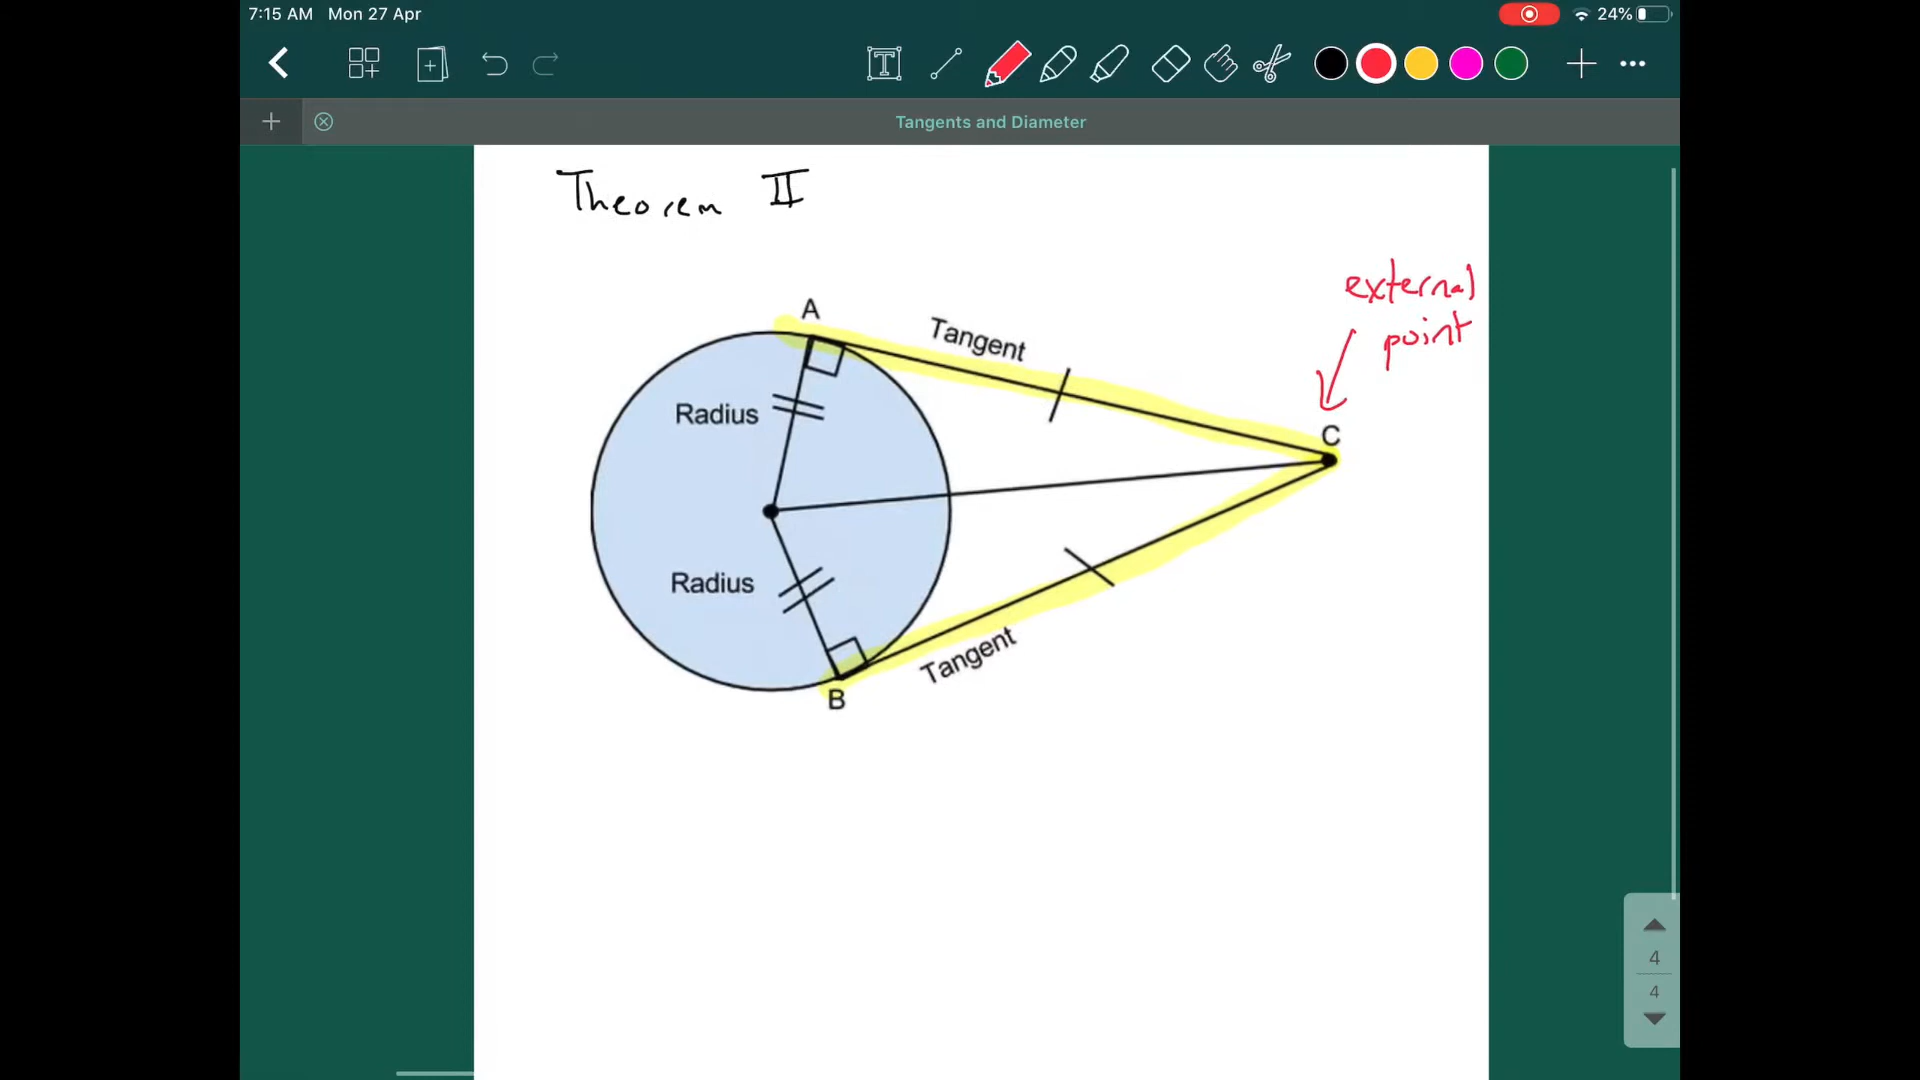 7:15 AM Mon 27 Apr
24%
T
Tangents and Diameter
Theorem II
external
point
A
Tangent
Radius
C
Radius
Tangent
B
4
4